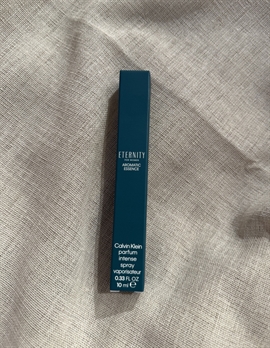 ETERNITY
FOR WOMEN
AROMATIC
ESSENCE
Calvin Klein
parfum
intense
spray
vaporisateur
0.33 FL OZ
10 ml e